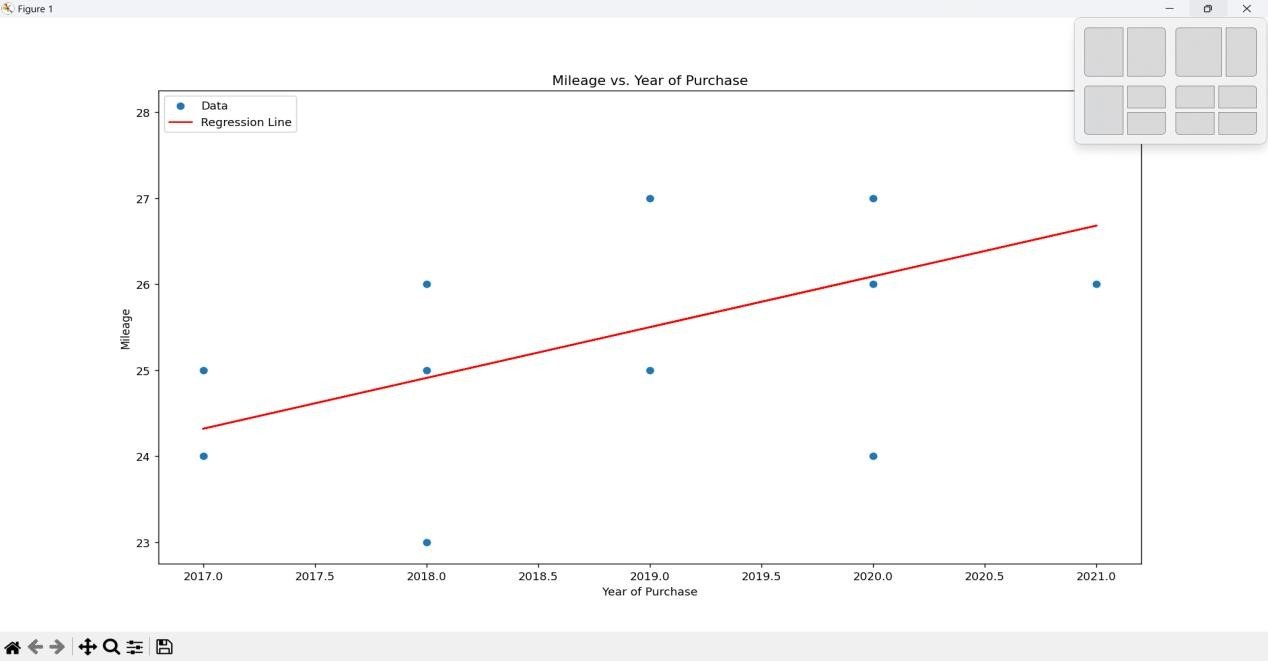 Figure 1
Mileage vs. Year of Purchase
Data
Regression Line
28
27
26
25
24
23
Mileage
2017.0 2017.5 2018.0 2018.5 2019.0 2019.5 2020.0 2020.5 2021.0
Year of Purchase